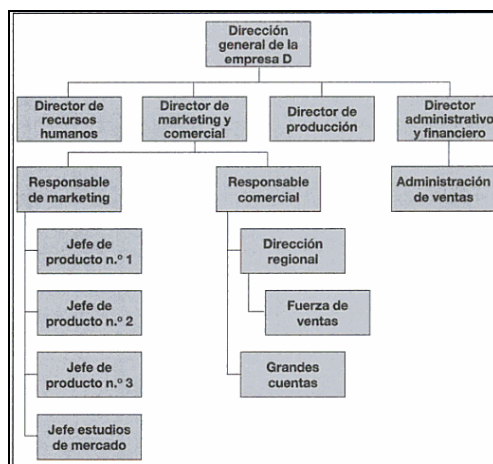 Dirección
general de la
empresa D
Director de
recursos
humanos
Director de
marketing y
comercial
Director de
producción
Director
administrativo
y financiero
Responsable
de marketing
Responsable
comercial
Administración
de ventas
Jefe de
producto n.º 1
Dirección
regional
Jefe de
producto n.º 2
Fuerza de
ventas
Jefe de
producto n.º 3
Grandes
cuentas
Jefe estudios
de mercado